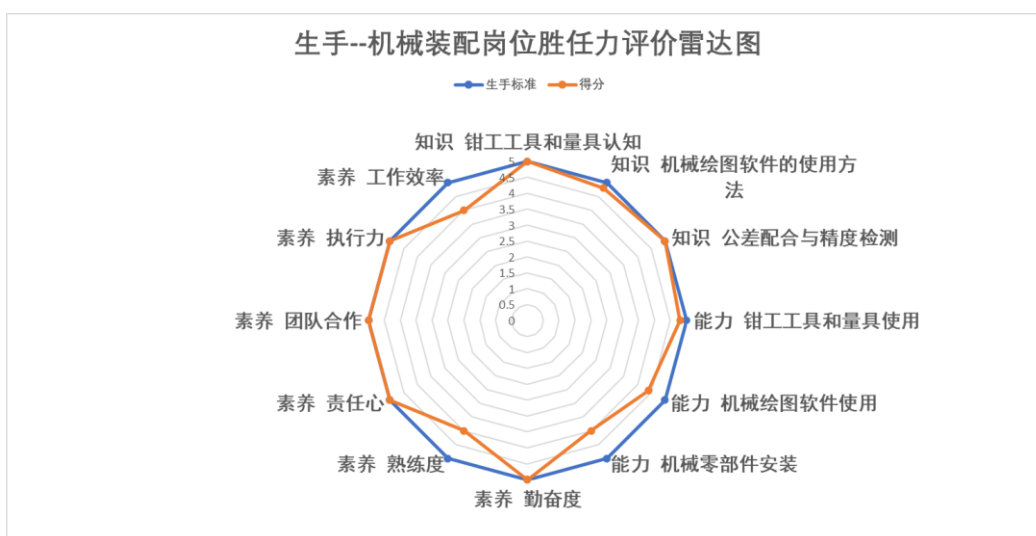 生手--机械装配岗位胜任力评价雷达图
生手标准 得分
知识 钳工工具和量具认知
知识 机械绘图软件的使用方
法
知识 公差配合与精度检测
能力 钳工工具和量具使用
能力 机械绘图软件使用
能力 机械零部件安装
素养 勤奋度
素养 熟练度
素养 责任心
素养 团队合作
素养 执行力
素养 工作效率
5
4.5
4
3.5
3
2.5
2
1.5
1
0.5
0